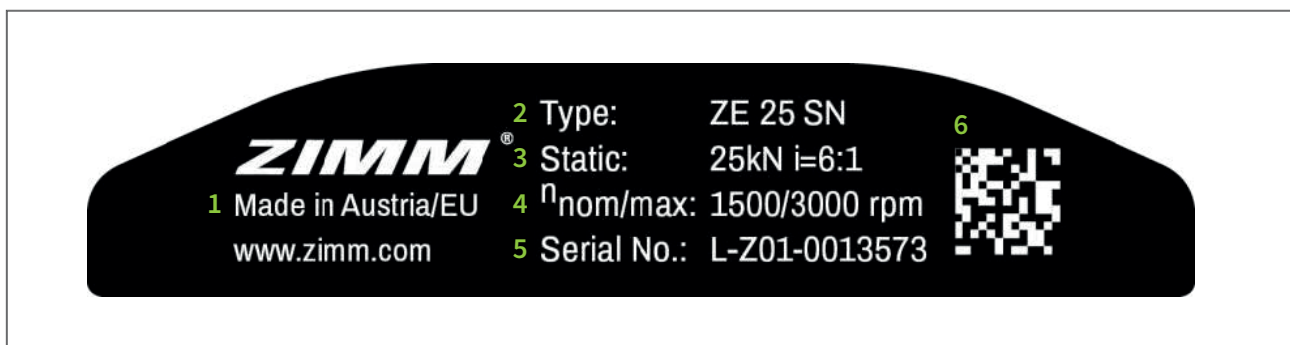 ZIMM®
1 Made in Austria/EU
www.zimm.com
2 Type: ZE 25 SN
3 Static: 25kN i=6:1
4 nnom/max: 1500/3000 rpm
5 Serial No.: L-Z01-0013573
6